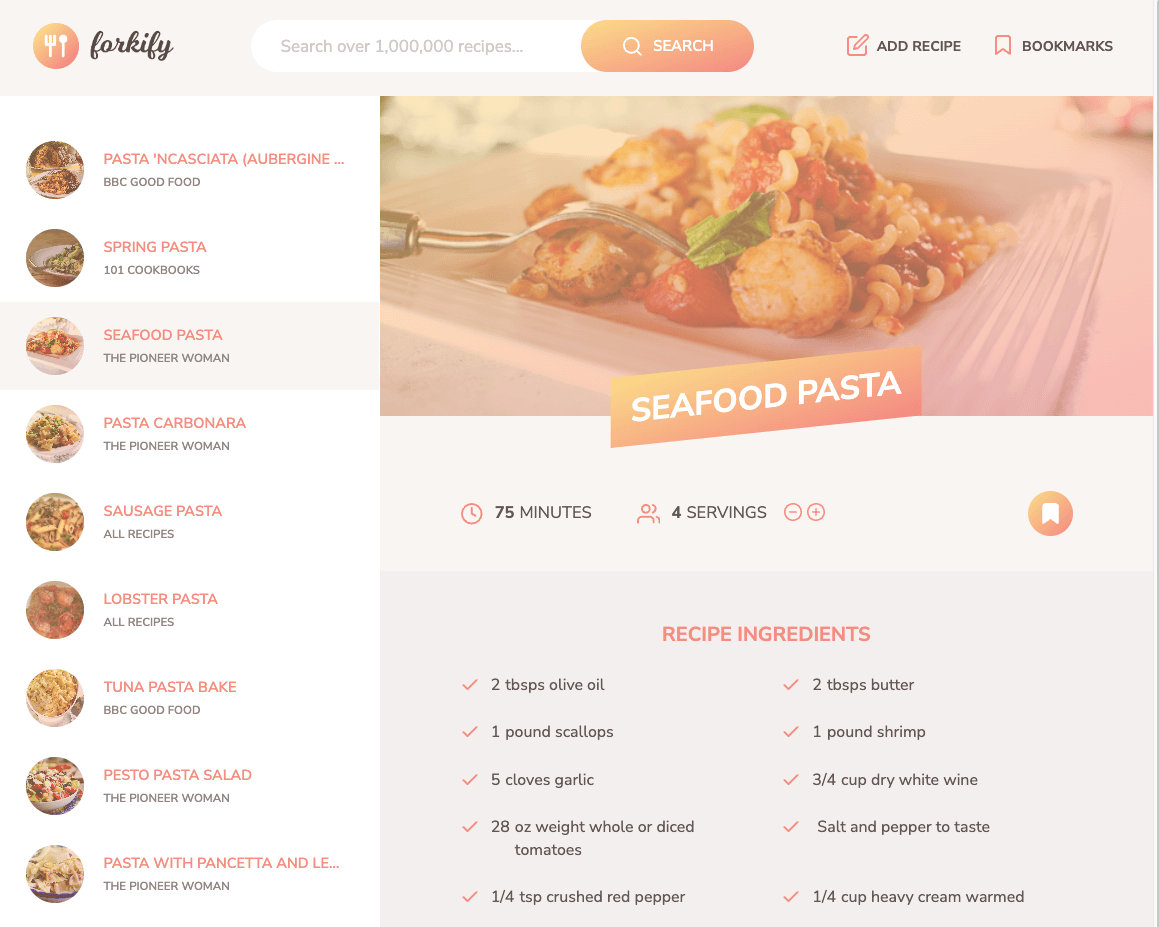 forkify
Search over 1,000,000 recipes...
SEARCH
ADD RECIPE
BOOKMARKS
PASTA 'NCASCIATA (AUBERGINE ...
BBC GOOD FOOD
SPRING PASTA
101 COOKBOOKS
SEAFOOD PASTA
THE PIONEER WOMAN
PASTA CARBONARA
THE PIONEER WOMAN
SAUSAGE PASTA
ALL RECIPES
LOBSTER PASTA
ALL RECIPES
TUNA PASTA BAKE
BBC GOOD FOOD
PESTO PASTA SALAD
THE PIONEER WOMAN
PASTA WITH PANCETTA AND LE...
THE PIONEER WOMAN
SEAFOOD PASTA
75 MINUTES
4 SERVINGS
RECIPE INGREDIENTS
2 tbsps olive oil
2 tbsps butter
1 pound scallops
1 pound shrimp
5 cloves garlic
3/4 cup dry white wine
28 oz weight whole or diced
tomatoes
Salt and pepper to taste
1/4 tsp crushed red pepper
1/4 cup heavy cream warmed